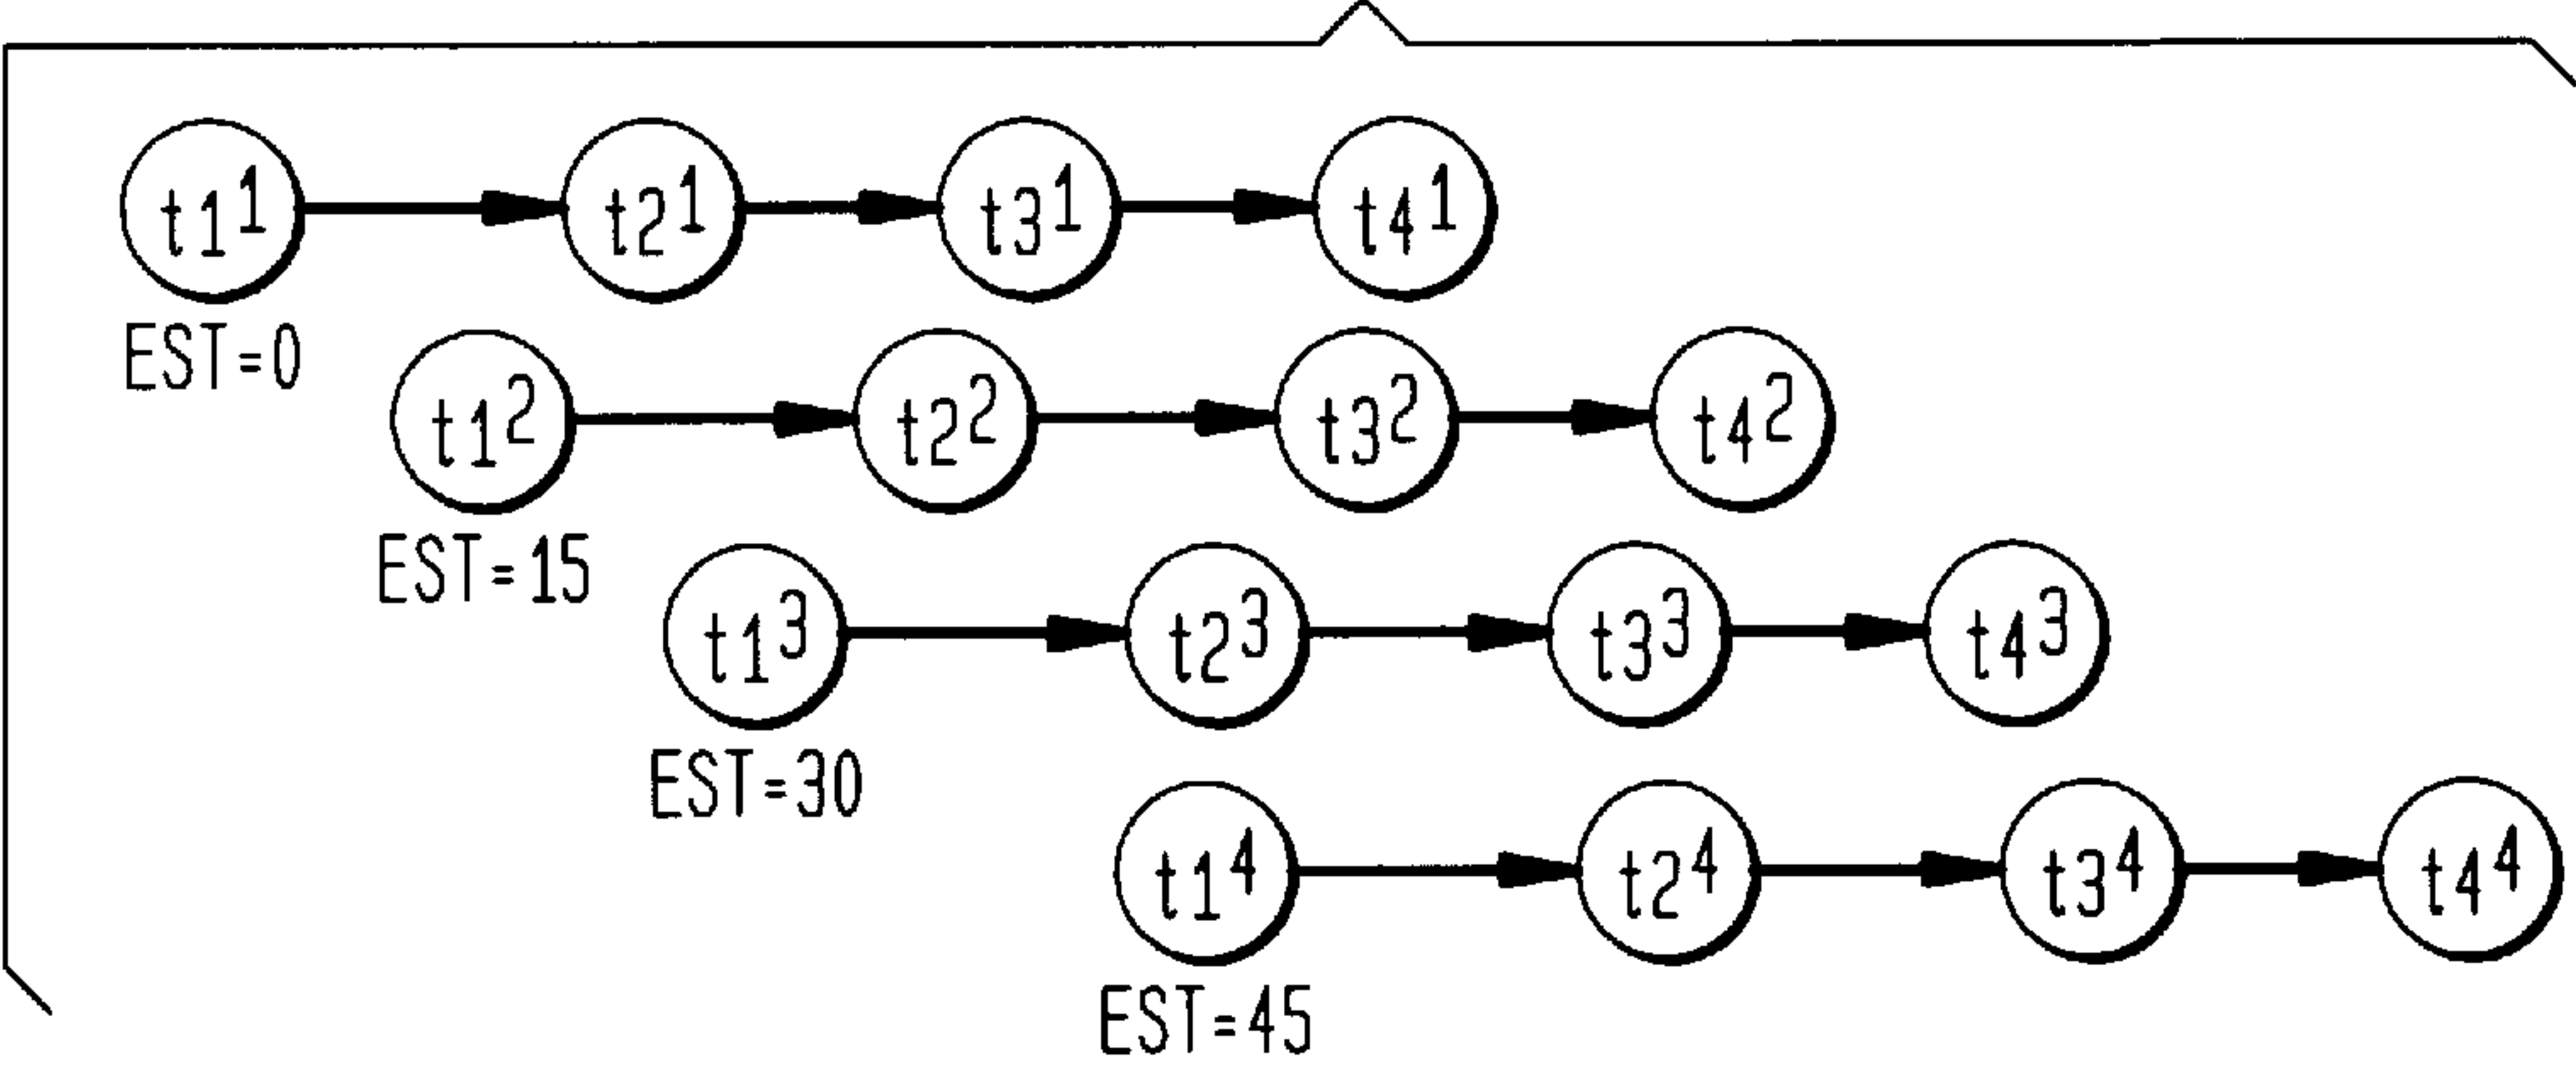 t1¹ t2¹ t3¹ t4¹
EST=0
t1² t2² t3² t4²
EST=15
t1³ t2³ t3³ t4³
EST=30
t1⁴ t2⁴ t3⁴ t4⁴
EST=45